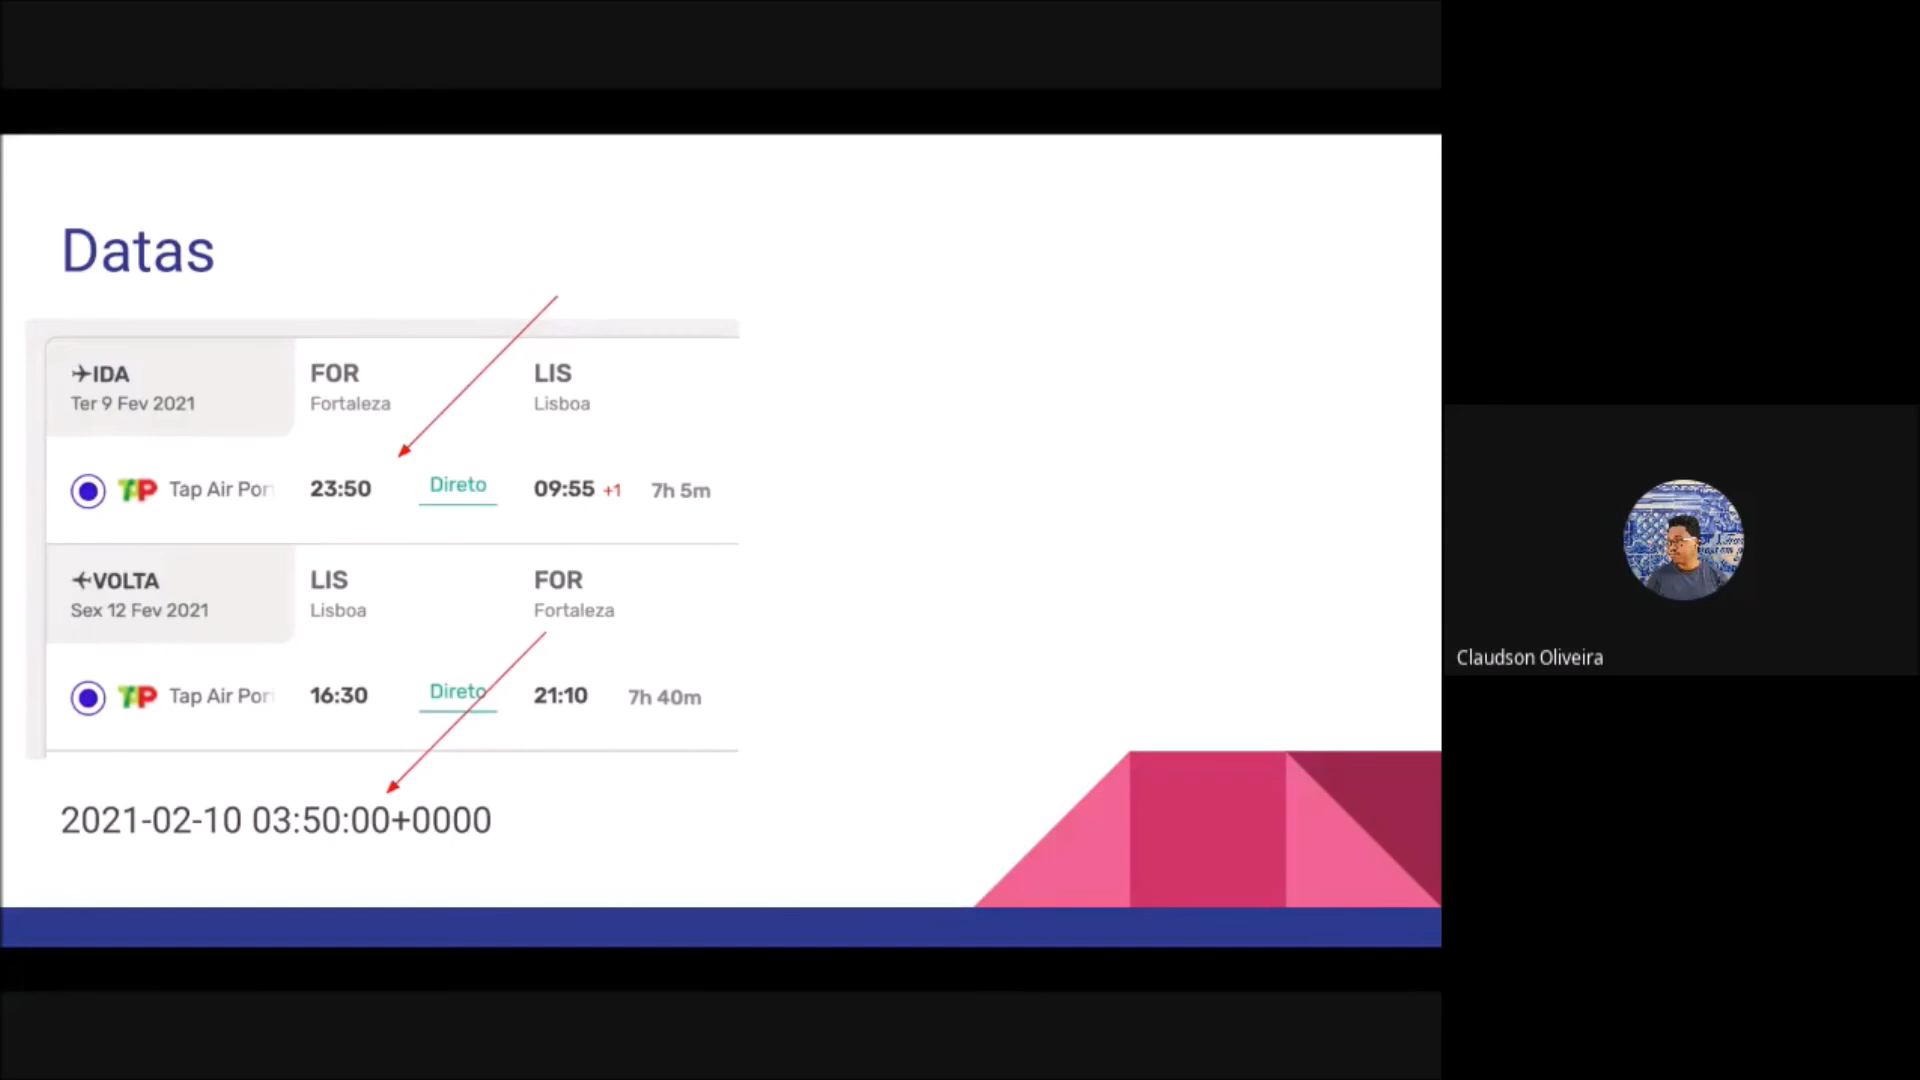 Datas
IDA
Ter 9 Fev 2021
FOR
Fortaleza
LIS
Lisboa
TAP Tap Air Por 23:50 Direto 09:55 +1 7h 5m
VOLTA
Sex 12 Fev 2021
LIS
Lisboa
FOR
Fortaleza
TAP Tap Air Por 16:30 Direto 21:10 7h 40m
2021-02-10 03:50:00+0000
Claudson Oliveira